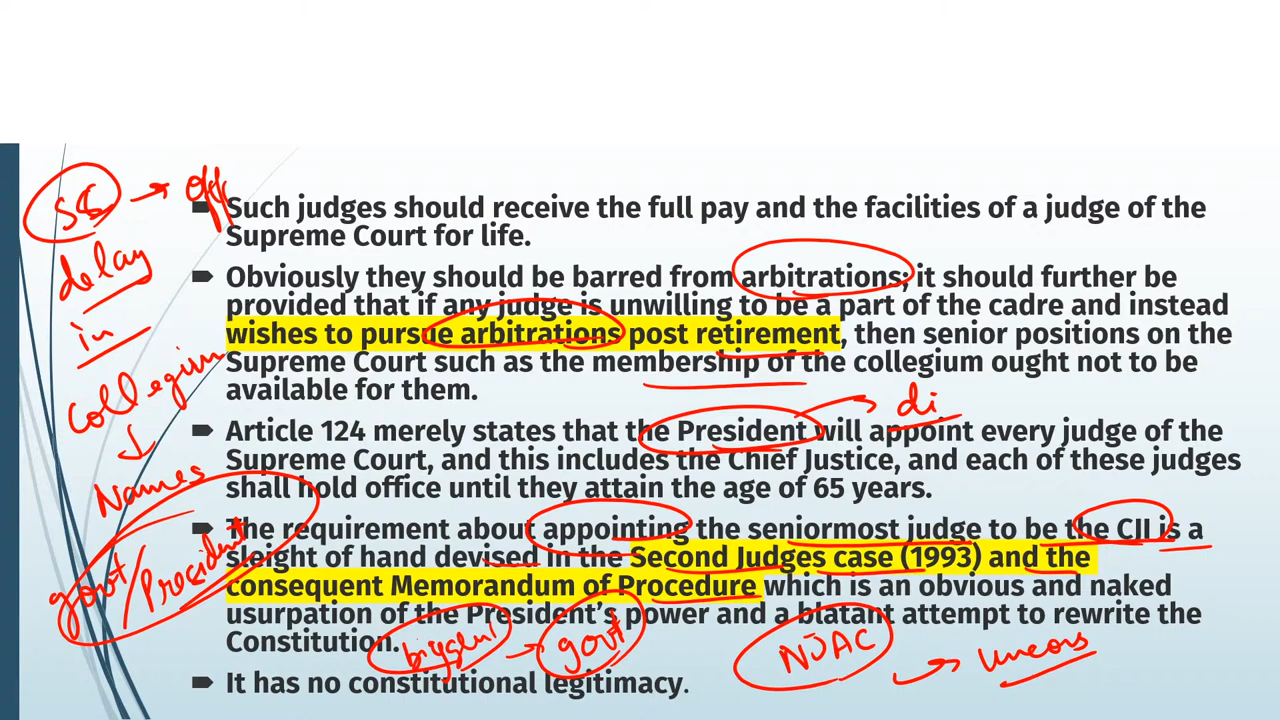 SC → off
delay
in
collegium
↓
Names
govt/President
Such judges should receive the full pay and the facilities of a judge of the
Supreme Court for life.
Obviously they should be barred from arbitrations; it should further be
provided that if any judge is unwilling to be a part of the cadre and instead
wishes to pursue arbitrations post retirement, then senior positions on the
Supreme Court such as the membership of the collegium ought not to be
available for them.
di
Article 124 merely states that the President will appoint every judge of the
Supreme Court, and this includes the Chief Justice, and each of these judges
shall hold office until they attain the age of 65 years.
The requirement about appointing the seniormost judge to be the CJI is a
sleight of hand devised in the Second Judges case (1993) and the
consequent Memorandum of Procedure which is an obvious and naked
usurpation of the President's power and a blatant attempt to rewrite the
Constitution.
→ govt
NJAC → uncons
It has no constitutional legitimacy.